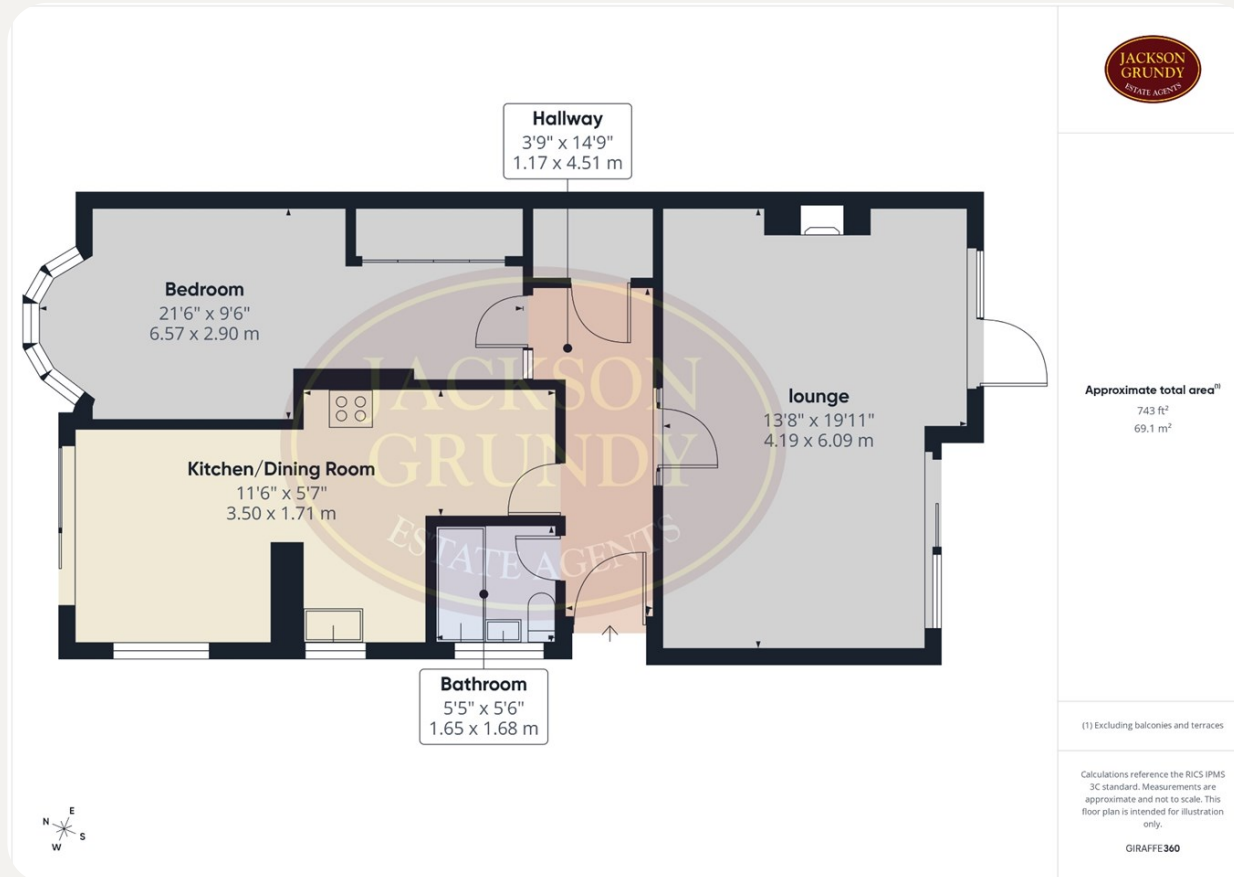 JACKSON
GRUNDY
ESTATE AGENTS
Hallway
3'9" x 14'9"
1.17 x 4.51 m
Bedroom
21'6" x 9'6"
6.57 x 2.90 m
JACKSON
GRUNDY
ESTATE AGENTS
lounge
13'8" x 19'11"
4.19 x 6.09 m
Kitchen/Dining Room
11'6" x 5'7"
3.50 x 1.71 m
Bathroom
5'5" x 5'6"
1.65 x 1.68 m
N
E
S
W
Approximate total area(1)
743 ft²
69.1 m²
(1) Excluding balconies and terraces
Calculations reference the RICS IPMS
3C standard. Measurements are
approximate and not to scale. This
floor plan is intended for illustration
only.
GIRAFFE360